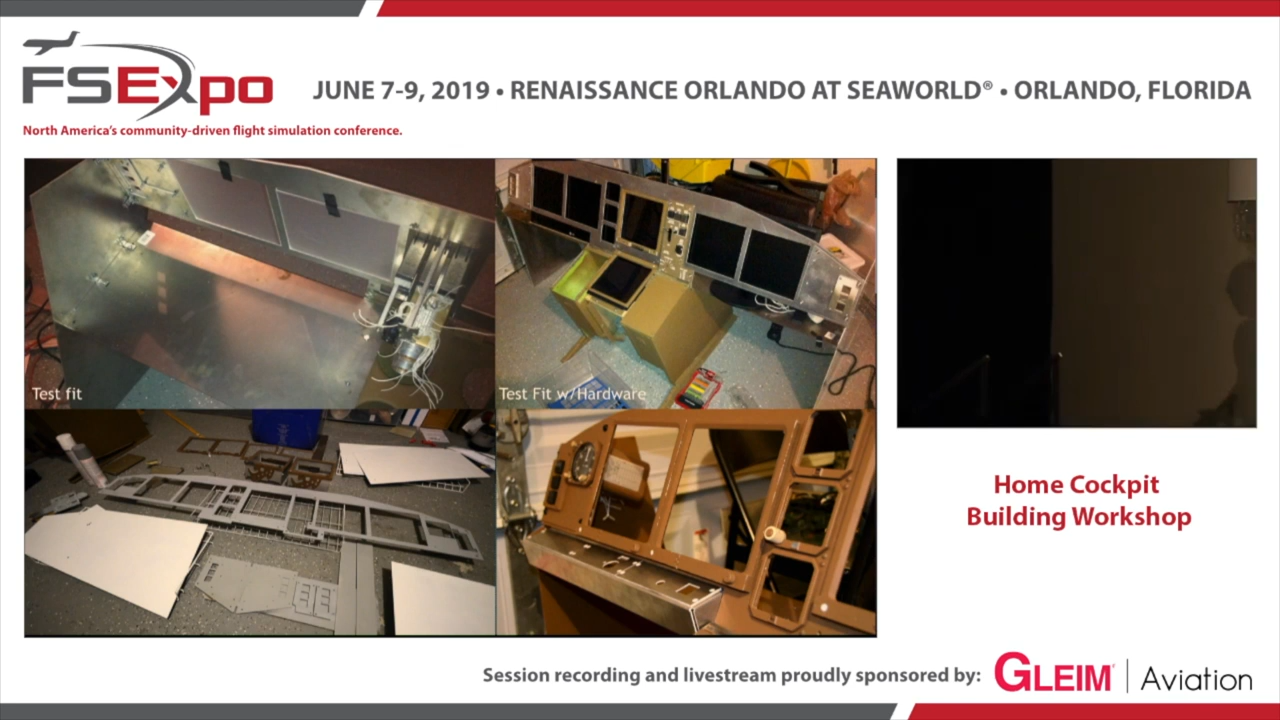 FSExpo
JUNE 7-9, 2019 • RENAISSANCE ORLANDO AT SEAWORLD® • ORLANDO, FLORIDA
North America's community-driven flight simulation conference.
Test fit
Test Fit w/Hardware
Home Cockpit
Building Workshop
Session recording and livestream proudly sponsored by:
GLEIM® | Aviation